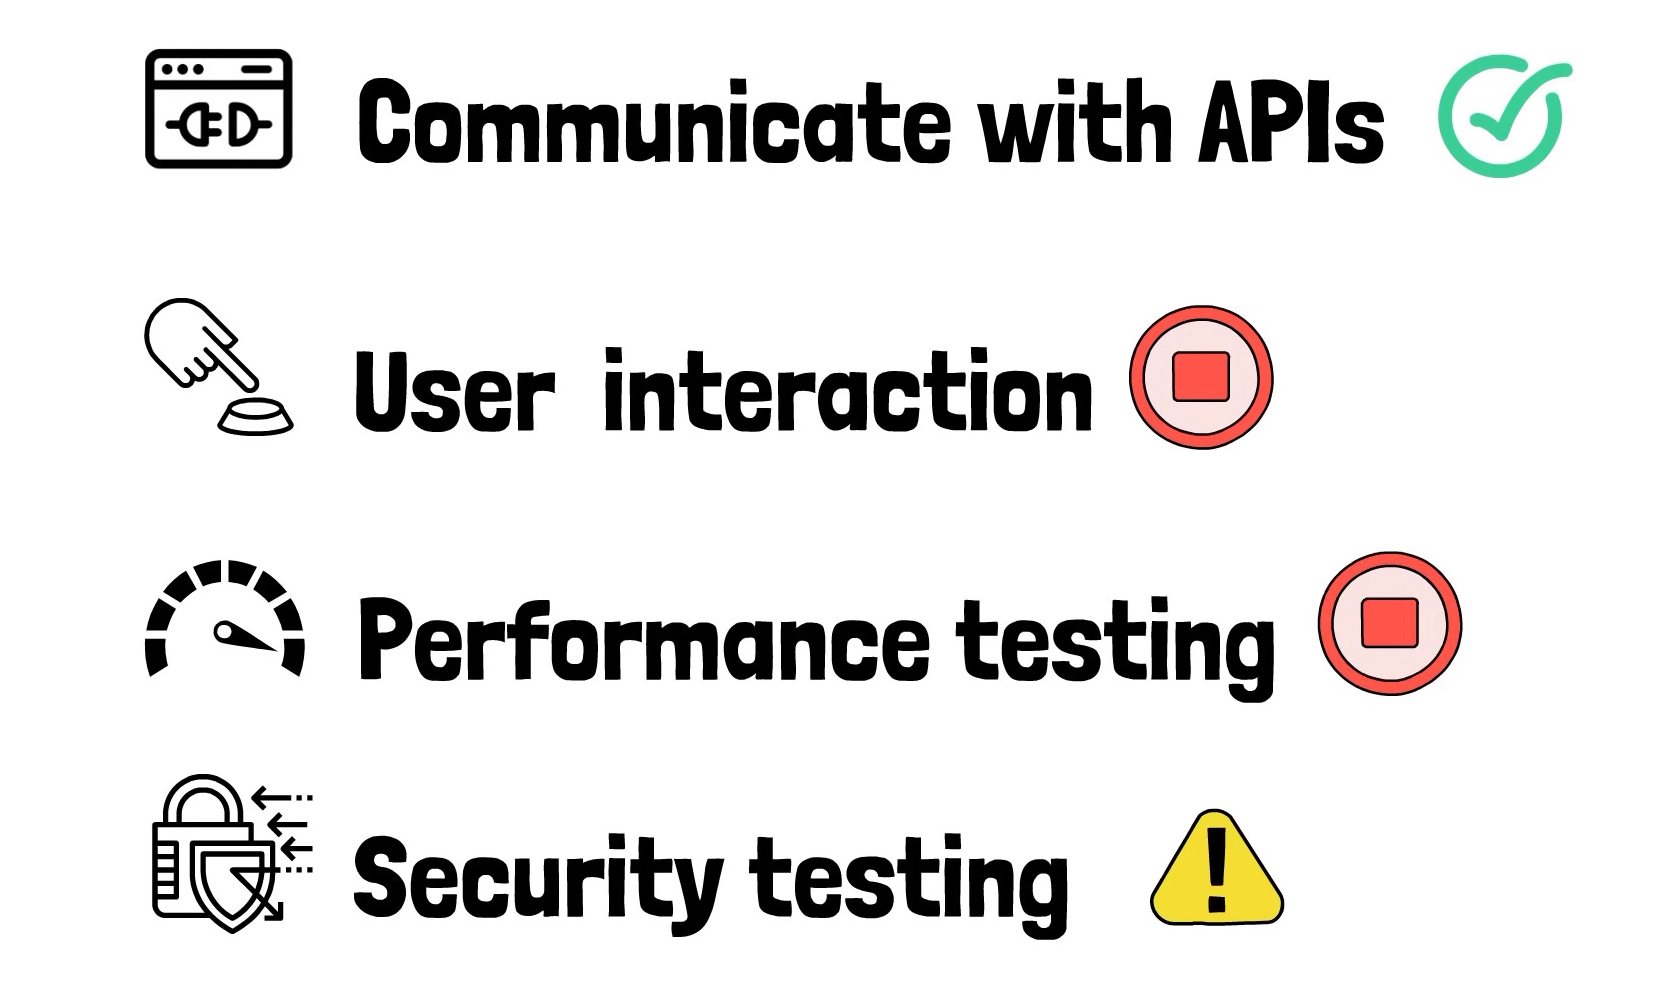 Communicate with APIs
User interaction
Performance testing
Security testing